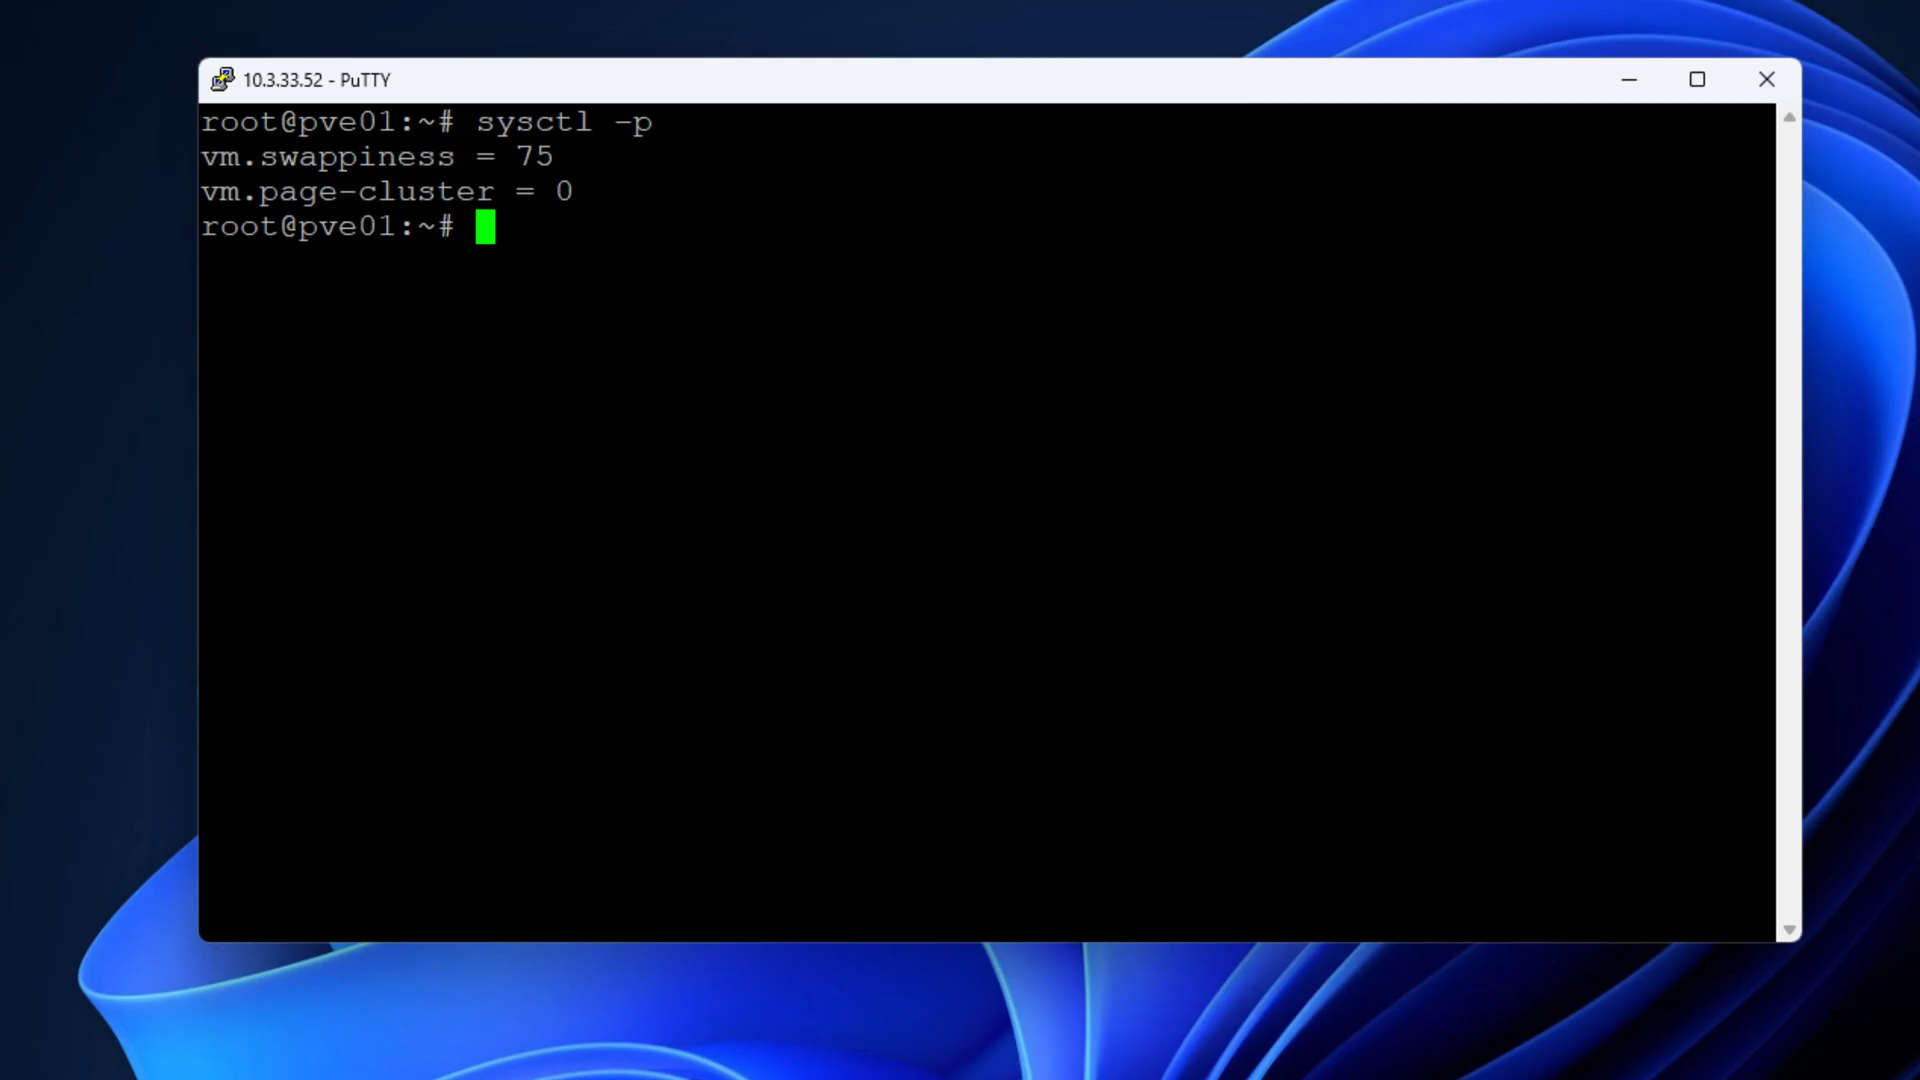 10.3.33.52 - PuTTY
root@pve01:~# sysctl -p
vm.swappiness = 75
vm.page-cluster = 0
root@pve01:~#